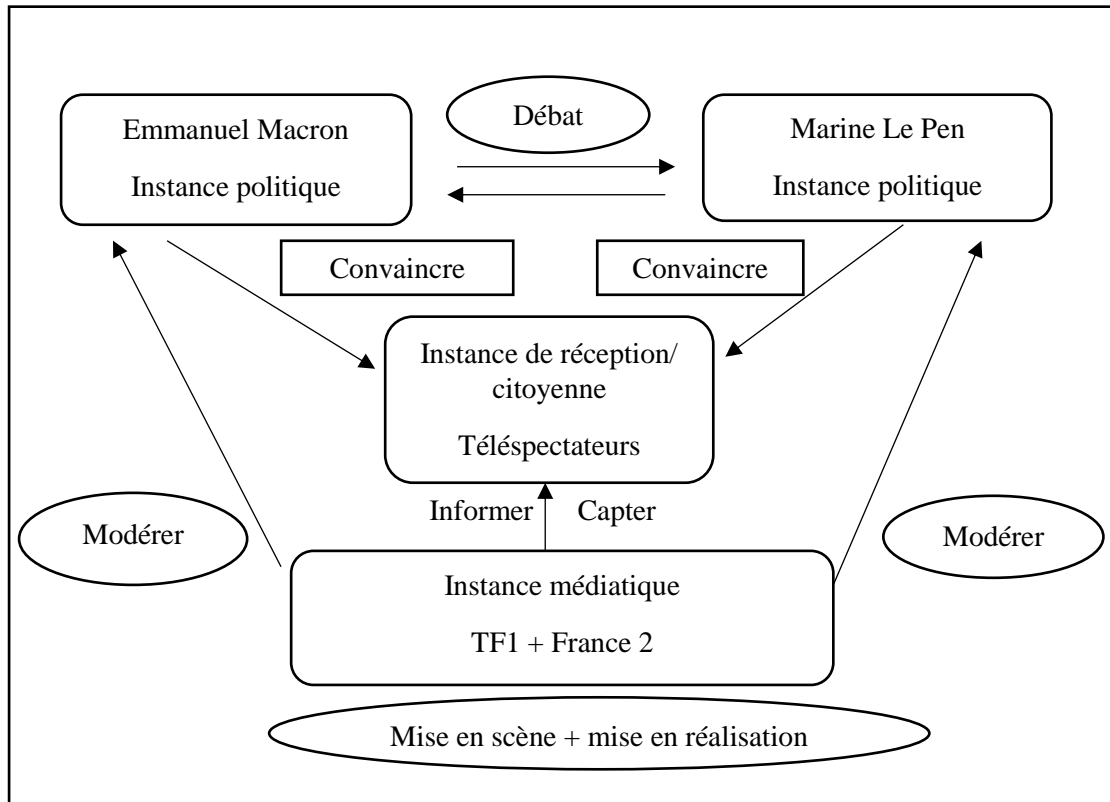 Débat
Emmanuel Macron
Instance politique
Marine Le Pen
Instance politique
Convaincre
Convaincre
Instance de réception/
citoyenne
Téléspectateurs
Informer
Capter
Modérer
Modérer
Instance médiatique
TF1 + France 2
Mise en scène + mise en réalisation